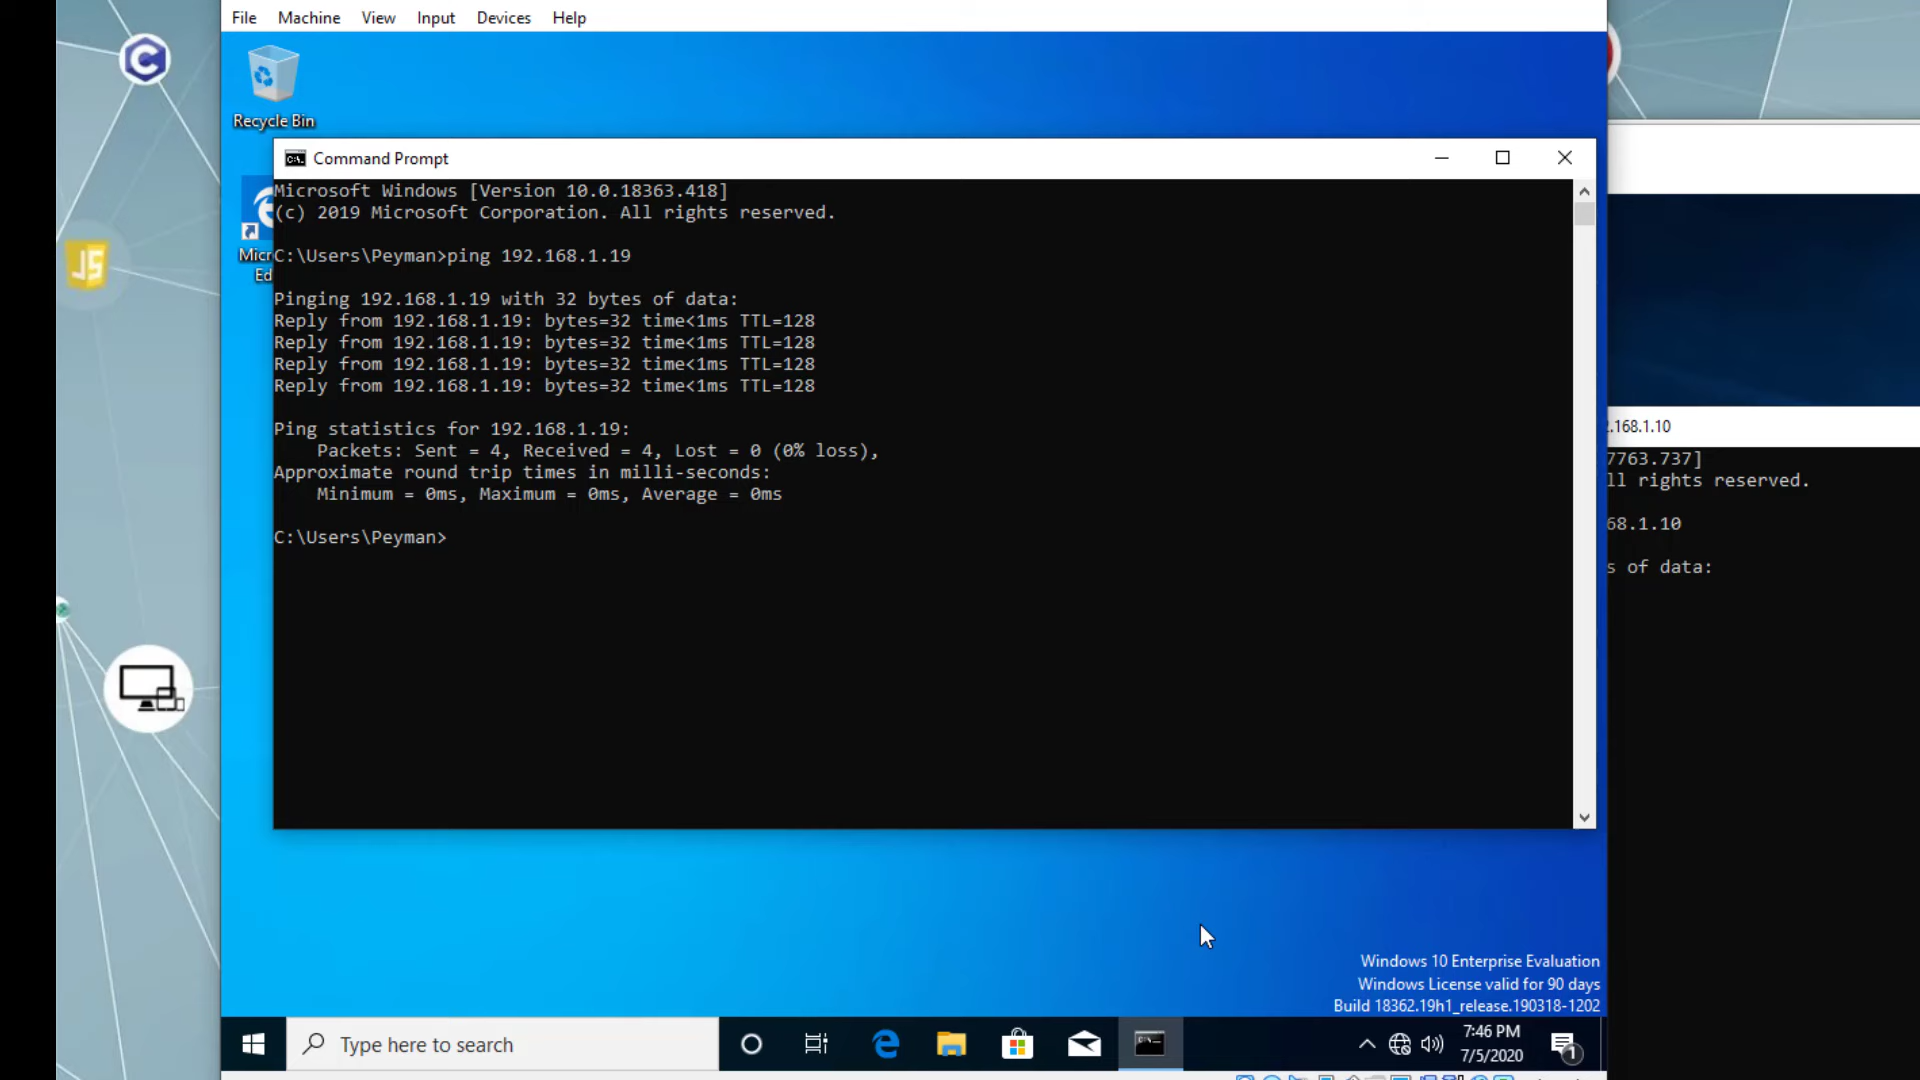 File Machine View Input Devices Help
Recycle Bin
Command Prompt
Microsoft Windows [Version 10.0.18363.418]
(c) 2019 Microsoft Corporation. All rights reserved.
C:\Users\Peyman>ping 192.168.1.19
Pinging 192.168.1.19 with 32 bytes of data:
Reply from 192.168.1.19: bytes=32 time<1ms TTL=128
Reply from 192.168.1.19: bytes=32 time<1ms TTL=128
Reply from 192.168.1.19: bytes=32 time<1ms TTL=128
Reply from 192.168.1.19: bytes=32 time<1ms TTL=128
Ping statistics for 192.168.1.19:
Packets: Sent = 4, Received = 4, Lost = 0 (0% loss),
Approximate round trip times in milli-seconds:
Minimum = 0ms, Maximum = 0ms, Average = 0ms
C:\Users\Peyman>
Micr
Ed
C
JS
.168.1.10
7763.737]
ll rights reserved.
68.1.10
s of data:
Windows 10 Enterprise Evaluation
Windows License valid for 90 days
Build 18362.19h1_release.190318-1202
Type here to search
7:46 PM
7/5/2020
1